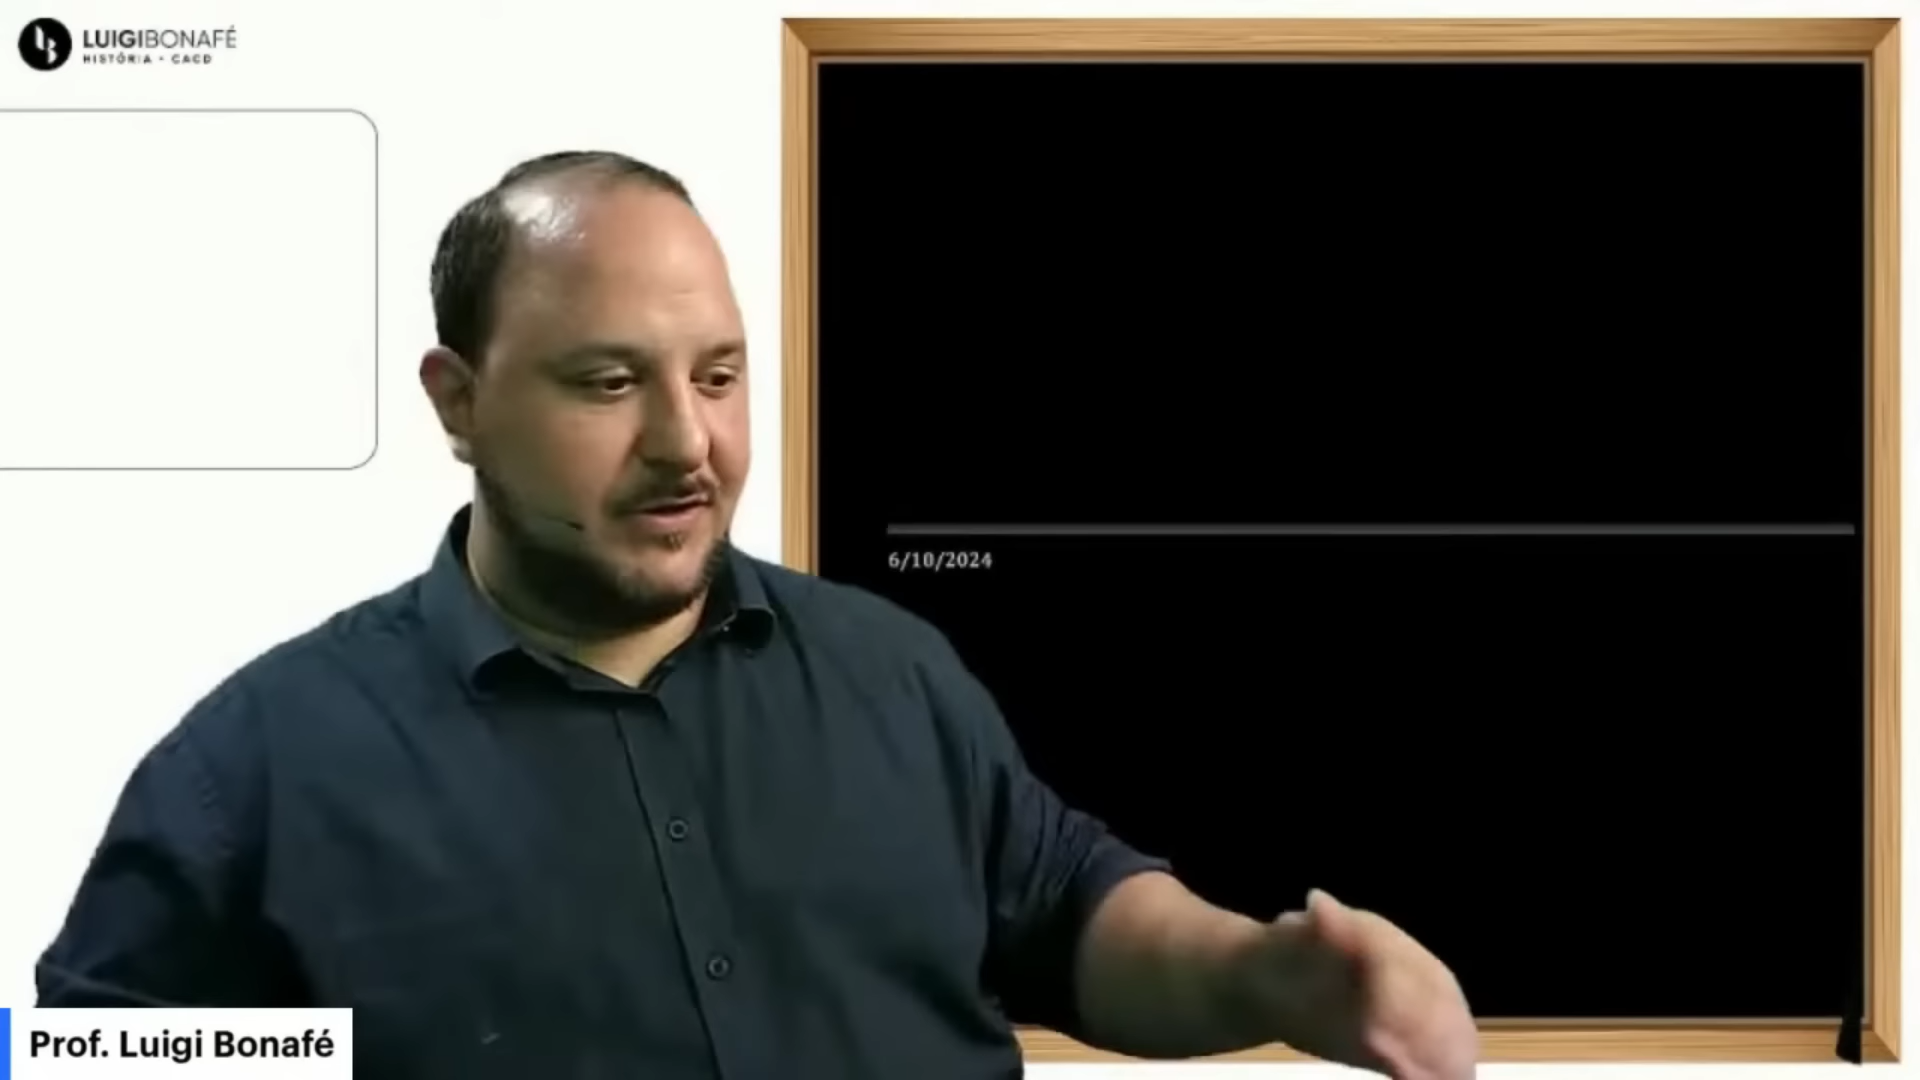 LUIGIBONAFÉ
HISTÓRIA - CACD
6/10/2024
Prof. Luigi Bonafé